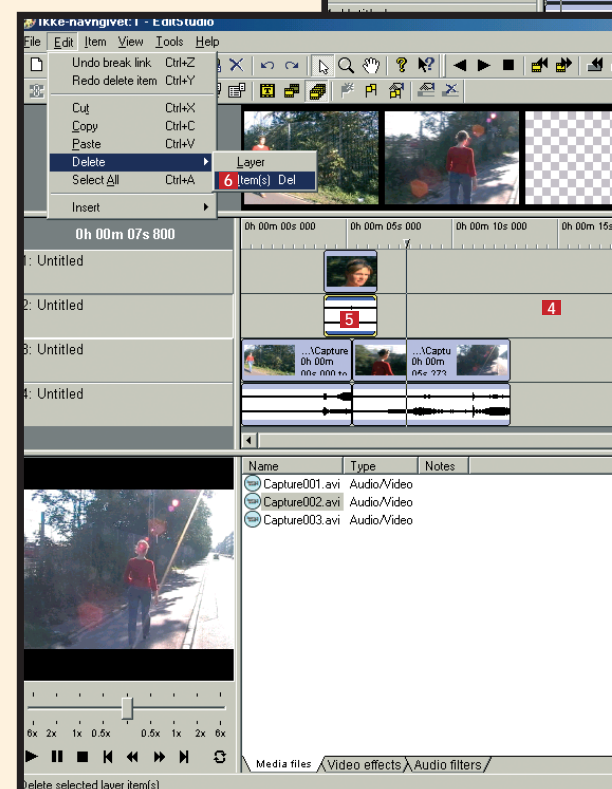 Ikke-navngivet:1 - EditStudio
File Edit Item View Tools Help
Undo break link Ctrl+Z
Redo delete item Ctrl+Y
Cut Ctrl+X
Copy Ctrl+C
Paste Ctrl+V
Delete
Select All Ctrl+A
Insert
Layer
6 Item(s) Del
0h 00m 07s 800
0h 00m 00s 000 0h 00m 05s 000 0h 00m 10s 000 0h 00m 15s
1: Untitled
2: Untitled
5
4
3: Untitled
...\Capture
0h 00m
00s 000 to
...\Captu
0h 00m
05s 273
4: Untitled
Name Type Notes
Capture001.avi Audio/Video
Capture002.avi Audio/Video
Capture003.avi Audio/Video
6x 2x 1x 0.5x 0.5x 1x 2x 6x
Media files Video effects Audio filters
Delete selected layer item(s)